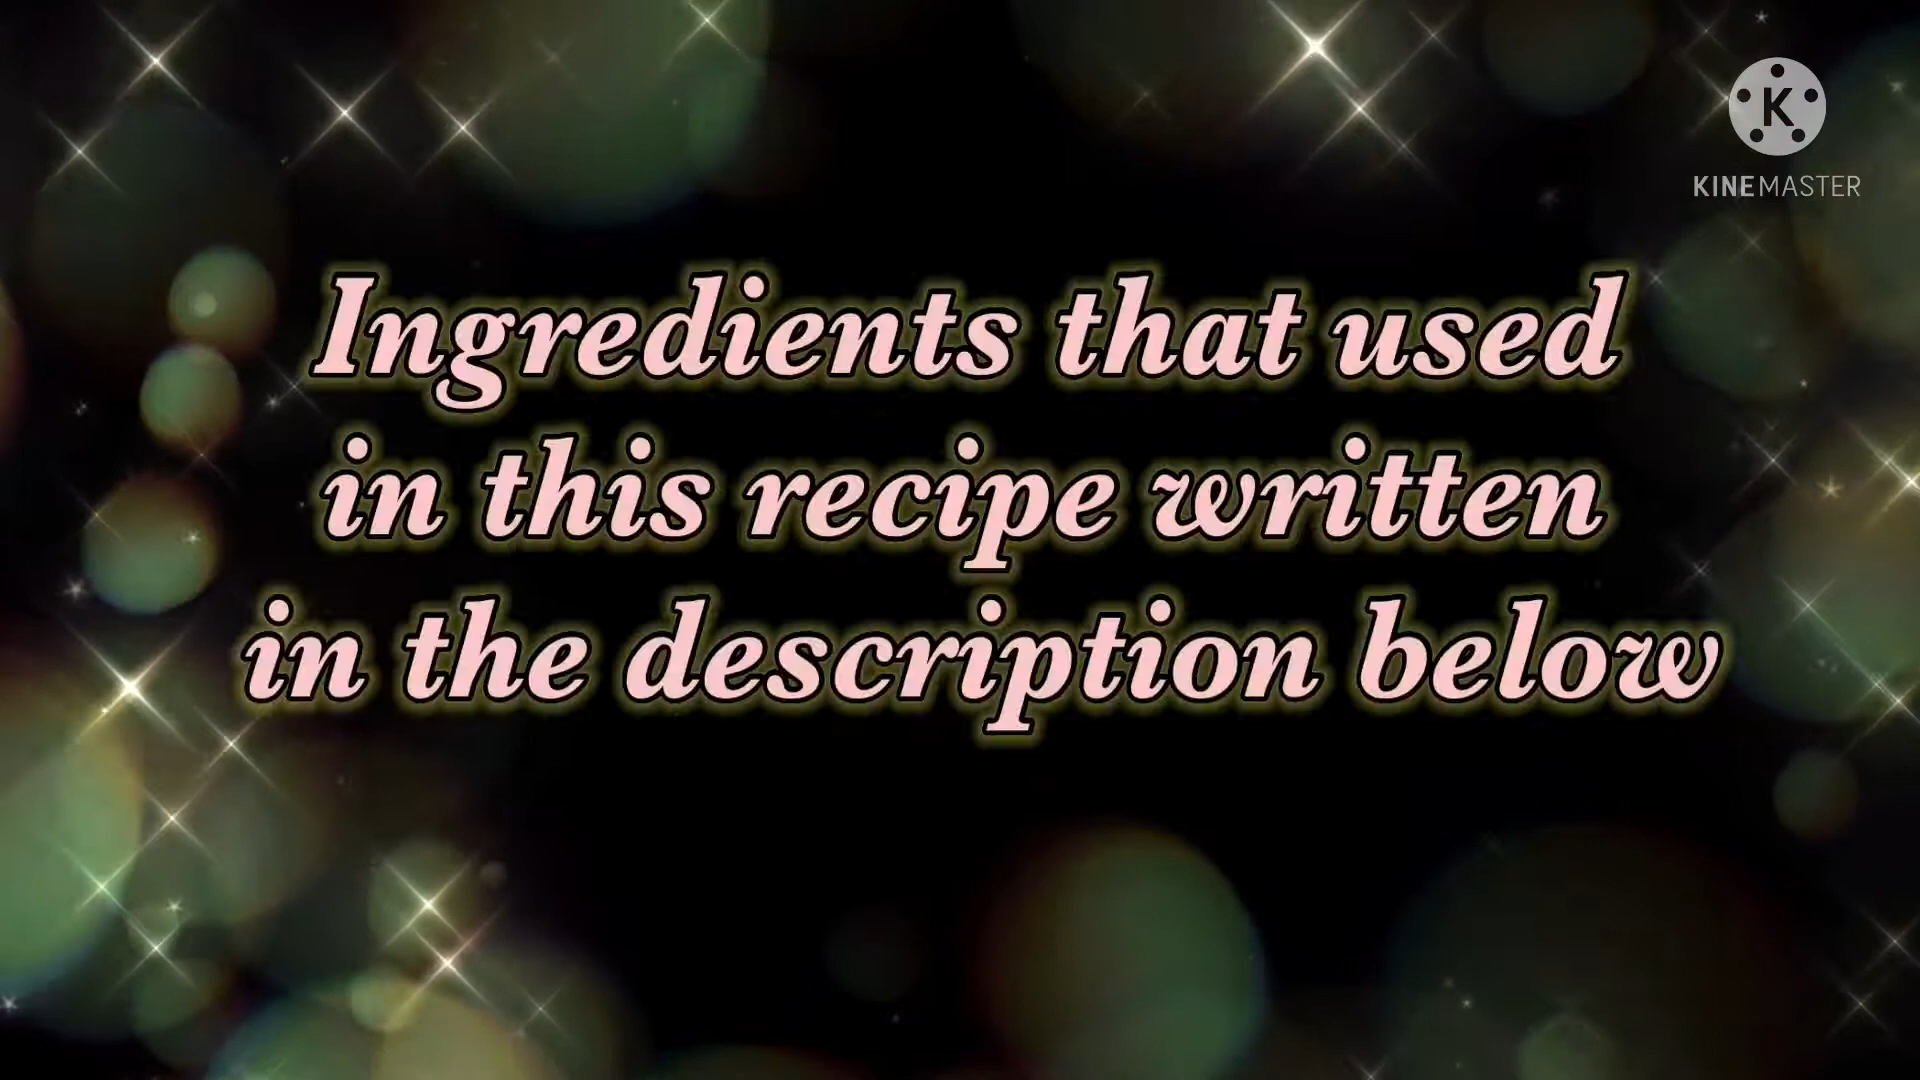 K
KINEMASTER
Ingredients that used
in this recipe written
in the description below